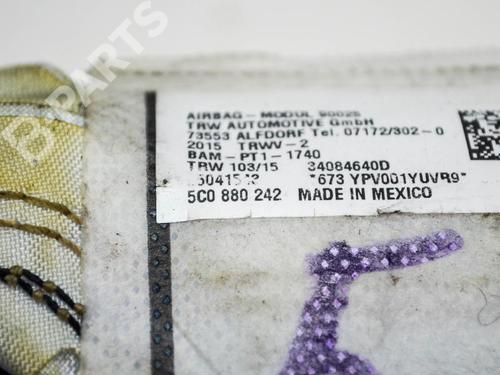 B-PARTS
AIRBAG - MODUL
TRW AUTOMOTIVE GmbH
73553 ALFDORF Tel. 07172/302-0
2015 TRWV-2
BAM-PT1-1740
TRW 103/15 34084640D
*673 YPV001YUVR9*
5C0 880 242 MADE IN MEXICO